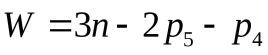 W = 3n − 2p₅ − p₄